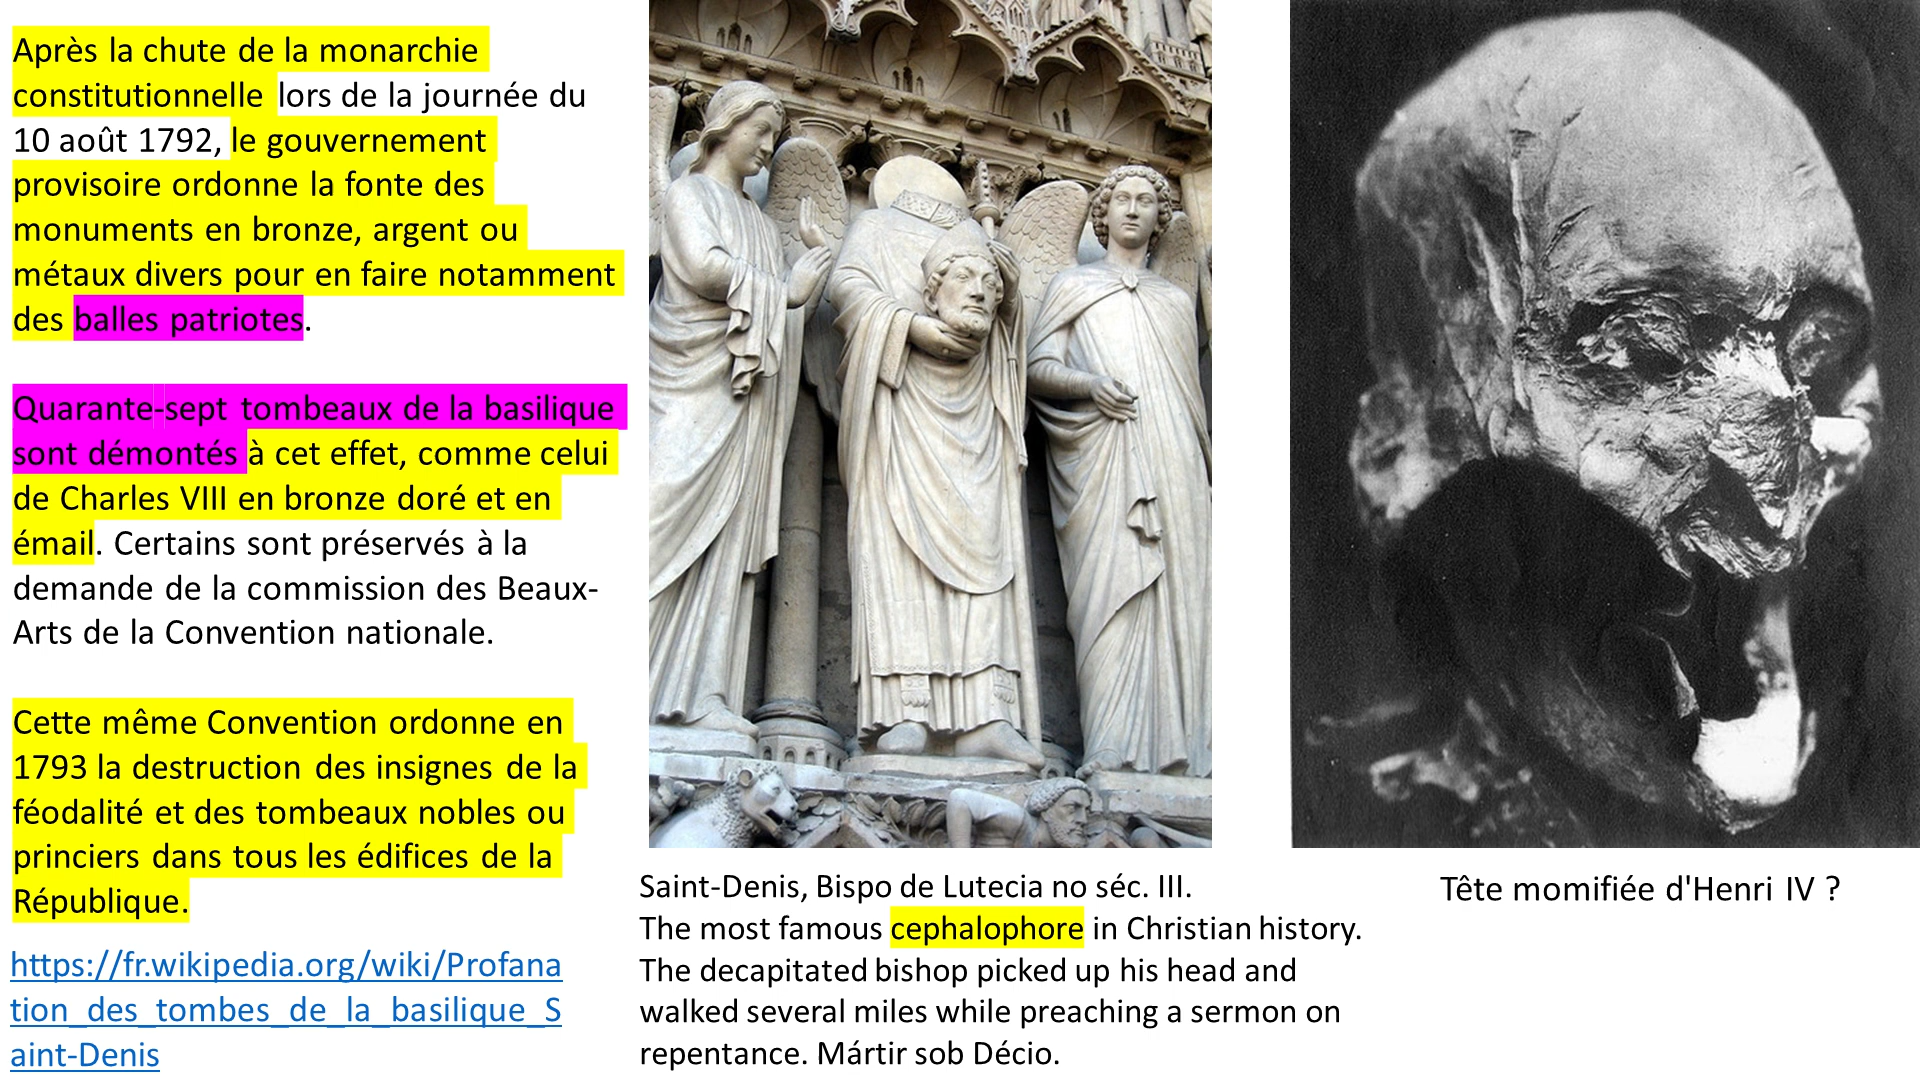 Après la chute de la monarchie
constitutionnelle lors de la journée du
10 août 1792, le gouvernement
provisoire ordonne la fonte des
monuments en bronze, argent ou
métaux divers pour en faire notamment
des balles patriotes.
Quarante-sept tombeaux de la basilique
sont démontés à cet effet, comme celui
de Charles VIII en bronze doré et en
émail. Certains sont préservés à la
demande de la commission des Beaux-
Arts de la Convention nationale.
Cette même Convention ordonne en
1793 la destruction des insignes de la
féodalité et des tombeaux nobles ou
princiers dans tous les édifices de la
République.
https://fr.wikipedia.org/wiki/Profana
tion_des_tombes_de_la_basilique_S
aint-Denis
Saint-Denis, Bispo de Lutecia no séc. III.
The most famous cephalophore in Christian history.
The decapitated bishop picked up his head and
walked several miles while preaching a sermon on
repentance. Mártir sob Décio.
Tête momifiée d'Henri IV ?